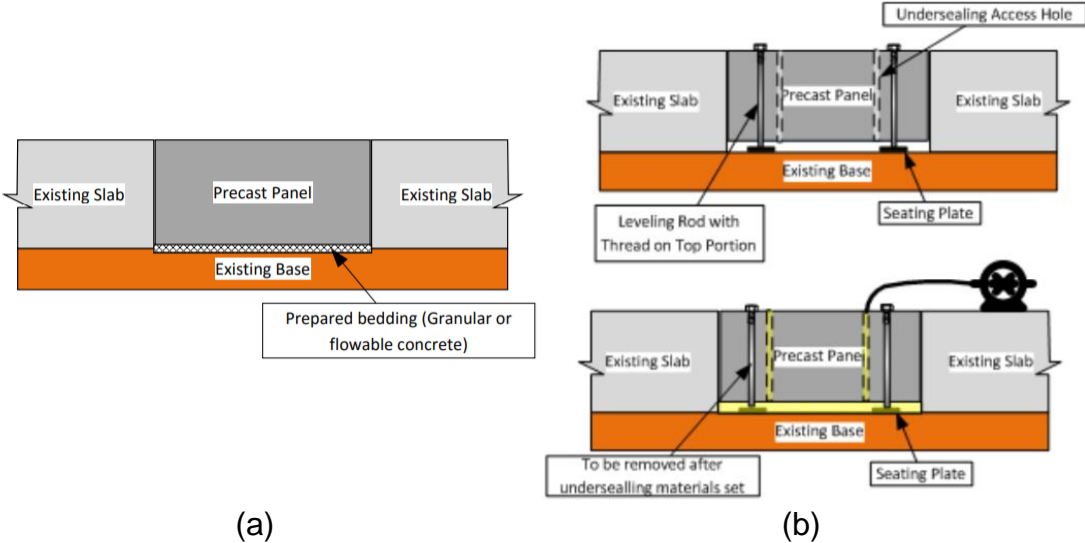 Existing Slab
Precast Panel
Existing Slab
Existing Base
Prepared bedding (Granular or
flowable concrete)
(a)
Undersealing Access Hole
Existing Slab
Precast Panel
Existing Slab
Existing Base
Leveling Rod with
Thread on Top Portion
Seating Plate
Existing Slab
Precast Panel
Existing Slab
Existing Base
To be removed after
undersealling materials set
Seating Plate
(b)